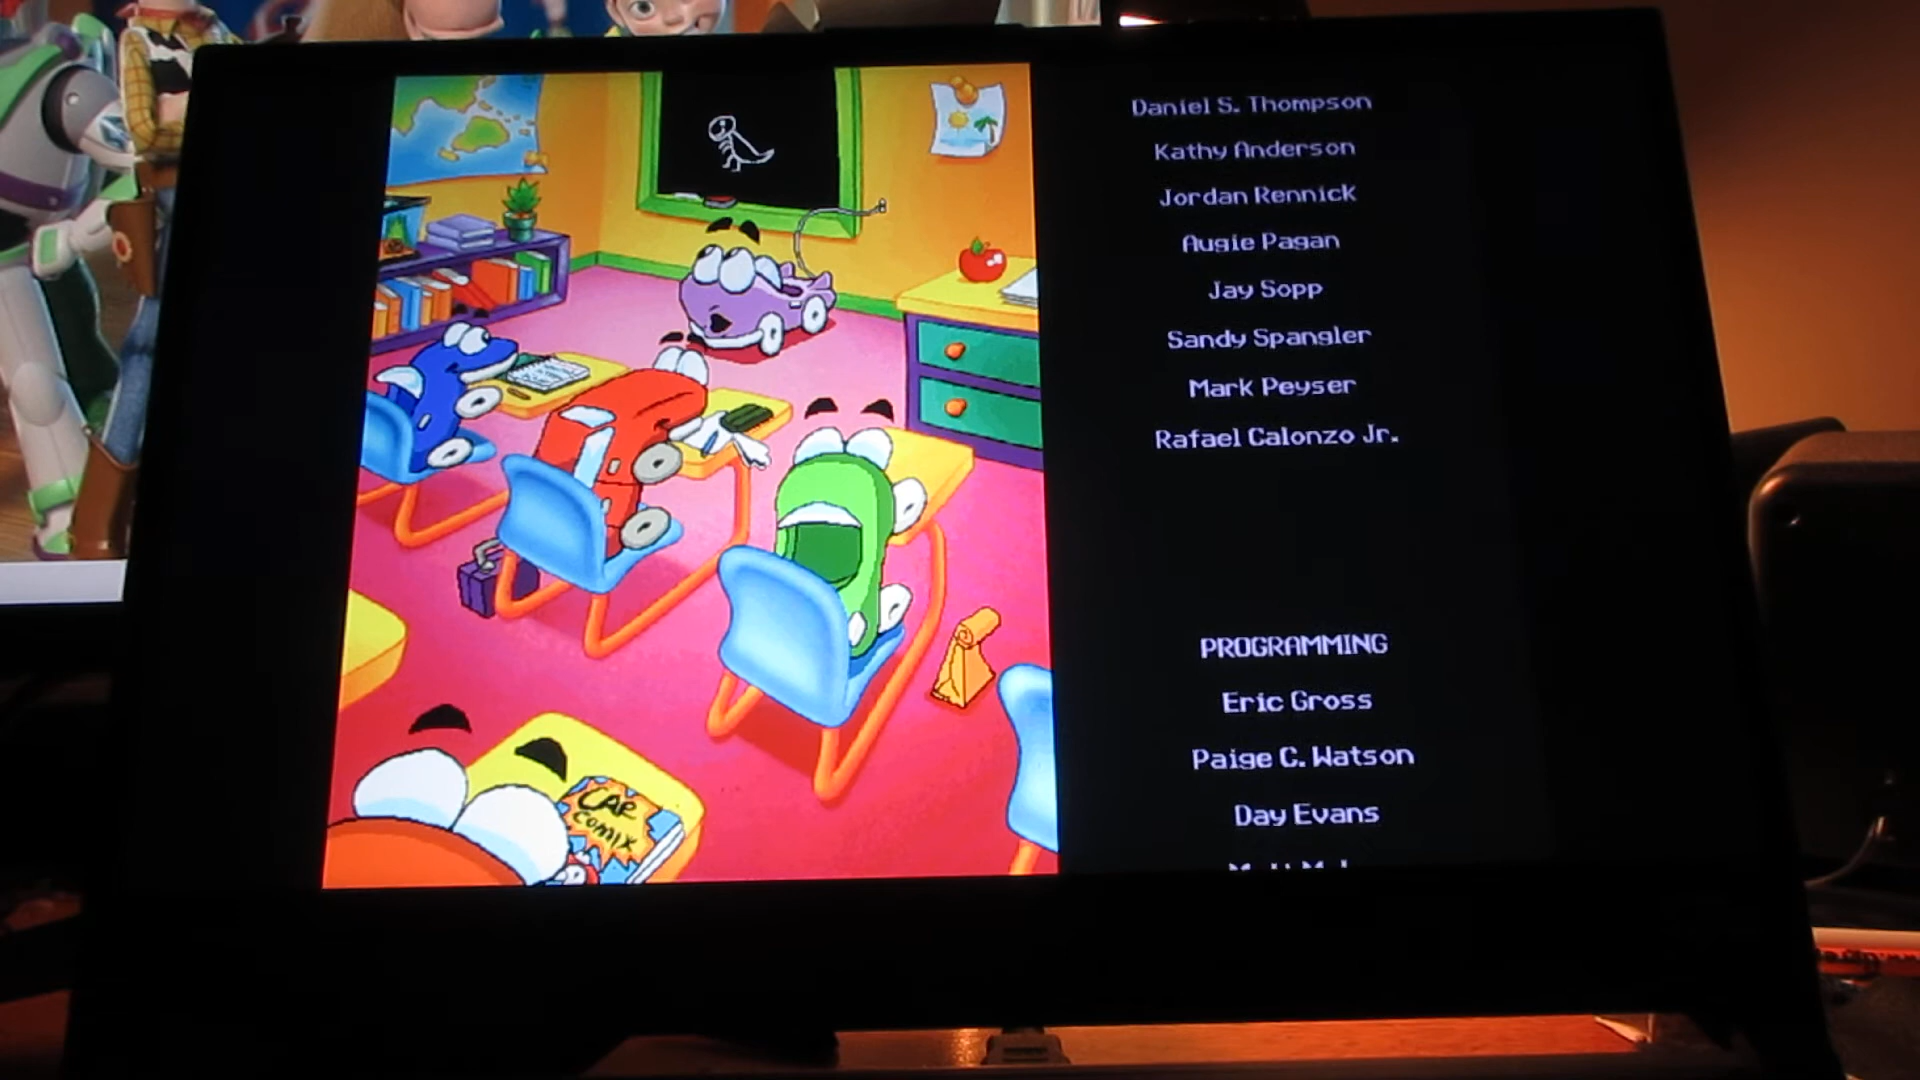 Daniel S. Thompson
Kathy Anderson
Jordan Rennick
Augie Pagan
Jay Sopp
Sandy Spangler
Mark Peyser
Rafael Calonzo Jr.
PROGRAMMING
Eric Gross
Paige C. Watson
Day Evans
CAR
COMIX